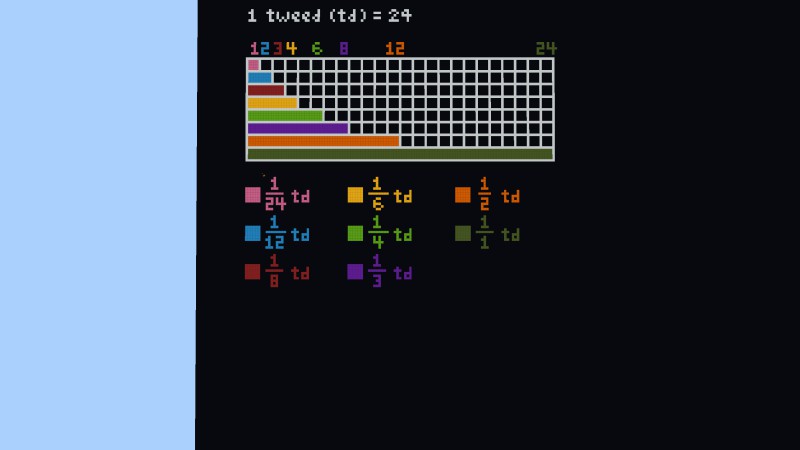 1 tweed (td) = 24
1 2 3 4 6 8 12 24
1/24 td 1/6 td 1/2 td
1/12 td 1/4 td 1/1 td
1/8 td 1/3 td